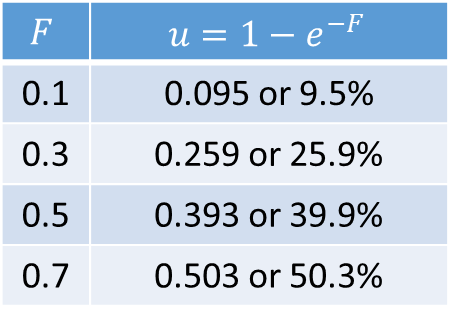 F u = 1 − e^{−F}
0.1 0.095 or 9.5%
0.3 0.259 or 25.9%
0.5 0.393 or 39.9%
0.7 0.503 or 50.3%